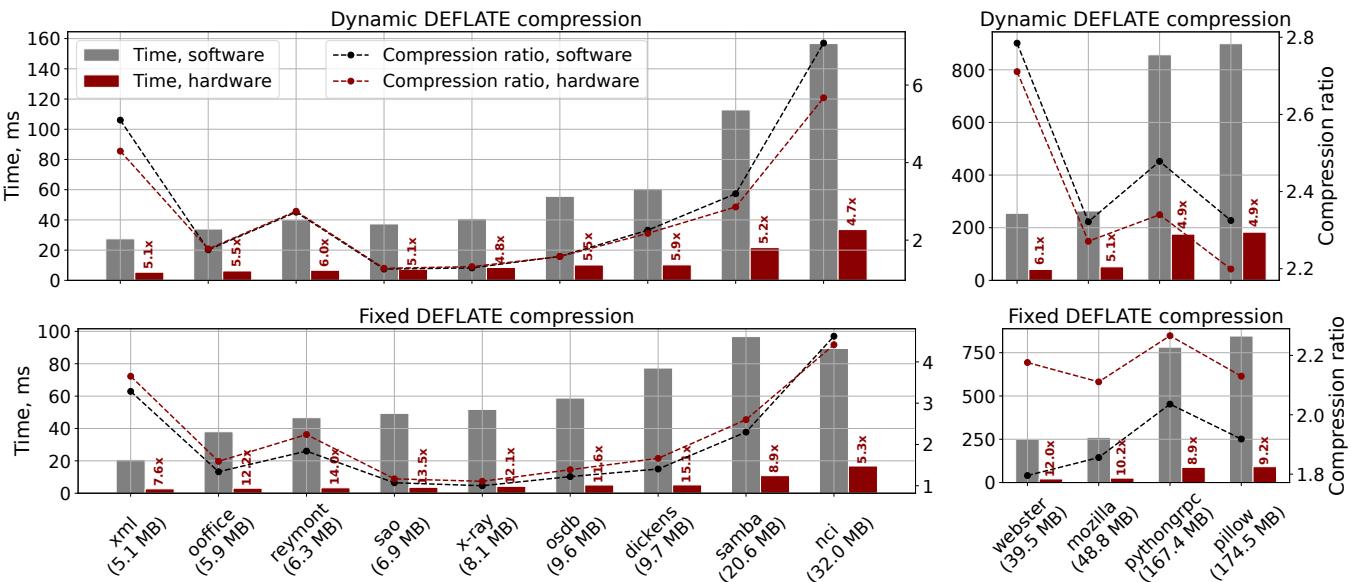 Dynamic DEFLATE compression
Time, ms
160
140
120
100
80
60
40
20
0
Time, software
Time, hardware
Compression ratio, software
Compression ratio, hardware
5.1x
5.5x
6.0x
5.1x
4.8x
5.5x
5.9x
5.2x
4.7x
6
4
2
Dynamic DEFLATE compression
800
600
400
200
0
6.1x
5.1x
4.9x
4.9x
2.8
2.6
2.4
2.2
Compression ratio
Fixed DEFLATE compression
Time, ms
100
80
60
40
20
0
7.6x
12.2x
14.0x
13.5x
12.1x
11.6x
15.1x
8.9x
5.3x
4
3
2
1
xml
(5.1 MB)
ooffice
(5.9 MB)
reymont
(6.3 MB)
sao
(6.9 MB)
x-ray
(8.1 MB)
osdb
(9.6 MB)
dickens
(9.7 MB)
samba
(20.6 MB)
nci
(32.0 MB)
Fixed DEFLATE compression
750
500
250
0
12.0x
10.2x
8.9x
9.2x
2.2
2.0
1.8
Compression ratio
webster
(39.5 MB)
mozilla
(48.8 MB)
pythongrpc
(167.4 MB)
pillow
(174.5 MB)